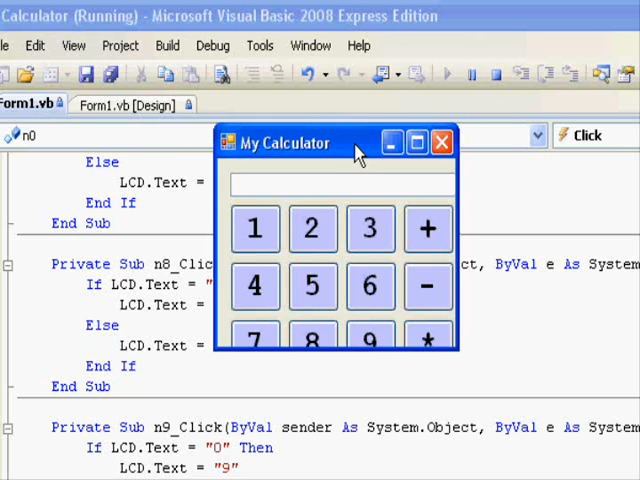 Calculator (Running) - Microsoft Visual Basic 2008 Express Edition
le Edit View Project Build Debug Tools Window Help
Form1.vb Form1.vb [Design]
n0 Click
My Calculator
Else
LCD.Text =
End If
End Sub
1 2 3 +
4 5 6 -
7 8 9 *
Private Sub n8_Click ct, ByVal e As System
If LCD.Text = "
LCD.Text =
Else
LCD.Text =
End If
End Sub
Private Sub n9_Click(ByVal sender As System.Object, ByVal e As System
If LCD.Text = "0" Then
LCD.Text = "9"